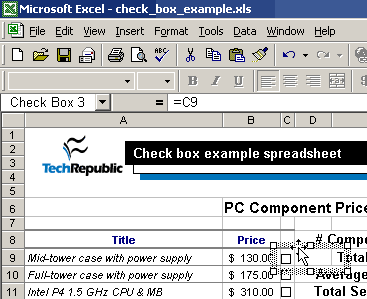 Microsoft Excel - check_box_example.xls
File Edit View Insert Format Tools Data Window
B I U
Check Box 3 = =C9
A B C D
1
2
3
4
5
TechRepublic
Check box example spreadsheet
6 PC Component Price
7
8 Title Price # Compo
9 Mid-tower case with power supply $ 130.00 Total
10 Full-tower case with power supply $ 175.00 Average
11 Intel P4 1.5 GHz CPU & MB $ 310.00 Total Se